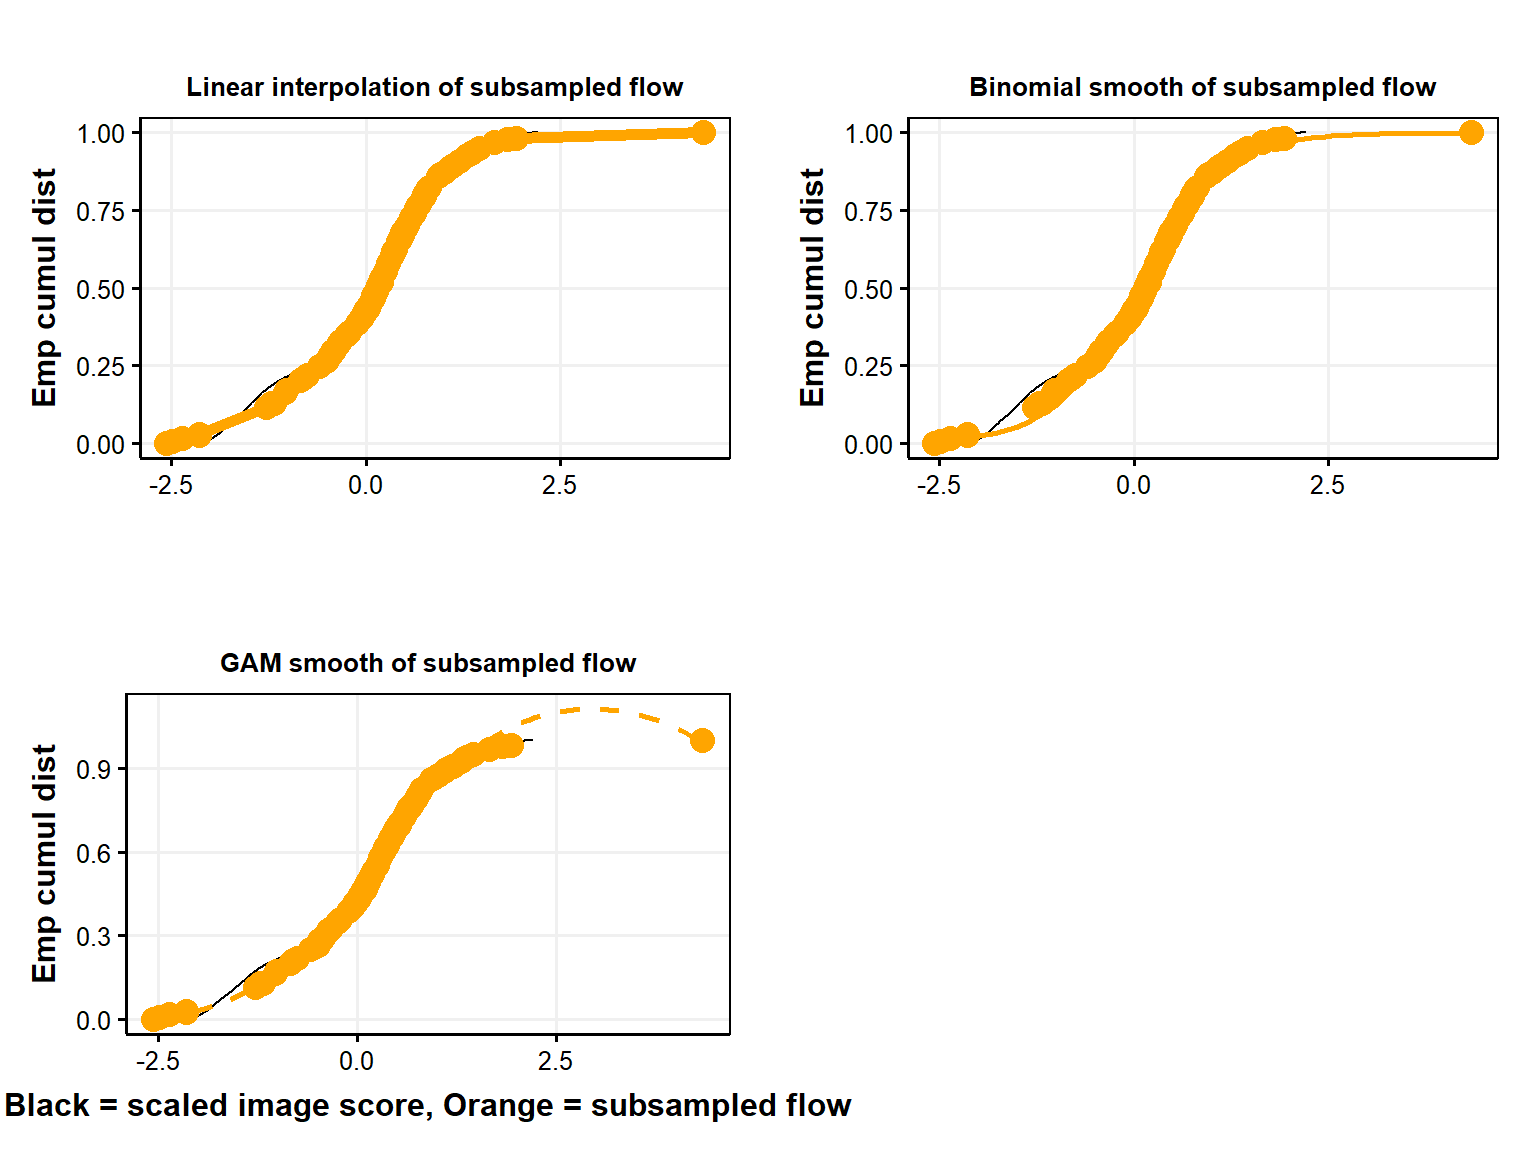 Linear interpolation of subsampled flow
Emp cumul dist
1.00
0.75
0.50
0.25
0.00
-2.5 0.0 2.5
Binomial smooth of subsampled flow
Emp cumul dist
1.00
0.75
0.50
0.25
0.00
-2.5 0.0 2.5
GAM smooth of subsampled flow
Emp cumul dist
0.9
0.6
0.3
0.0
-2.5 0.0 2.5
Black = scaled image score, Orange = subsampled flow